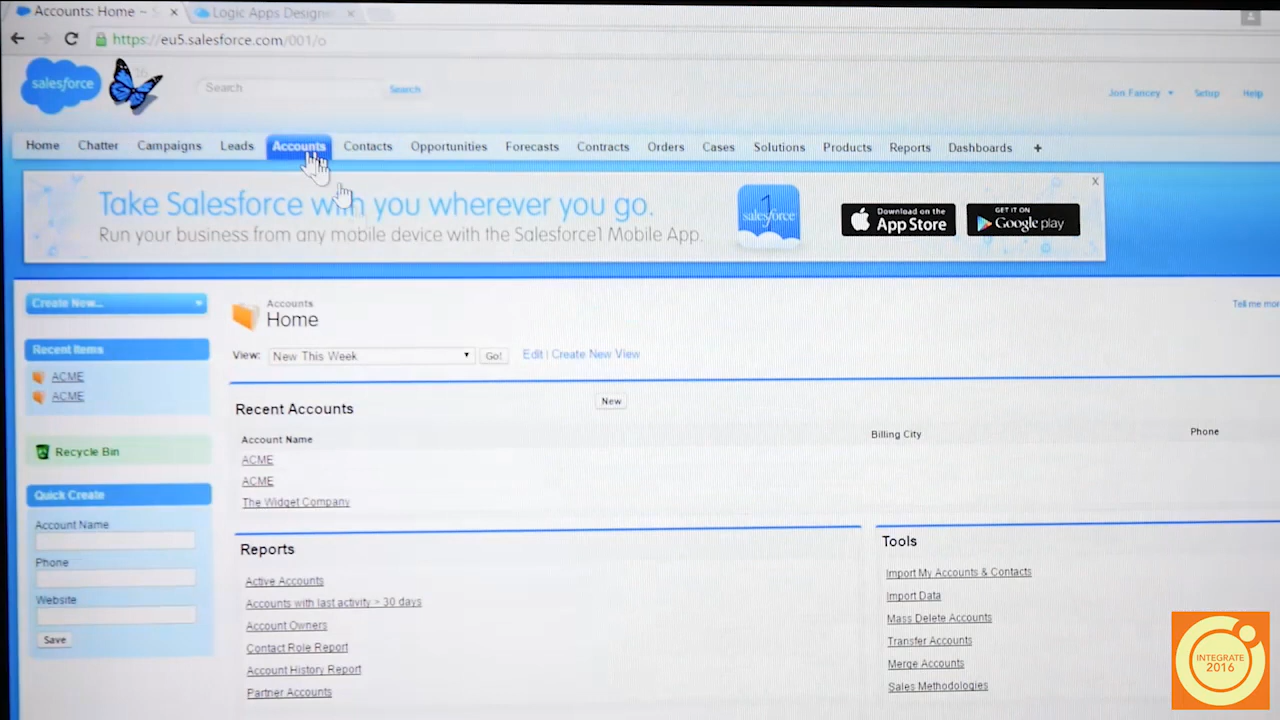 Accounts: Home ~ S
Logic Apps Design
https://eu5.salesforce.com/001/o
salesforce
Search
Search
Jon Fancey
Setup
Help
Home
Chatter
Campaigns
Leads
Accounts
Contacts
Opportunities
Forecasts
Contracts
Orders
Cases
Solutions
Products
Reports
Dashboards
+
Take Salesforce with you wherever you go.
Run your business from any mobile device with the Salesforce1 Mobile App.
1
salesforce
Download on the
App Store
GET IT ON
Google play
X
Create New...
Recent Items
ACME
ACME
Recycle Bin
Quick Create
Account Name
Phone
Website
Save
Accounts
Home
Tell me mor
View:
New This Week
Go!
Edit | Create New View
Recent Accounts
New
Account Name
Billing City
Phone
ACME
ACME
The Widget Company
Reports
Active Accounts
Accounts with last activity > 30 days
Account Owners
Contact Role Report
Account History Report
Partner Accounts
Tools
Import My Accounts & Contacts
Import Data
Mass Delete Accounts
Transfer Accounts
Merge Accounts
Sales Methodologies
INTEGRATE
2016